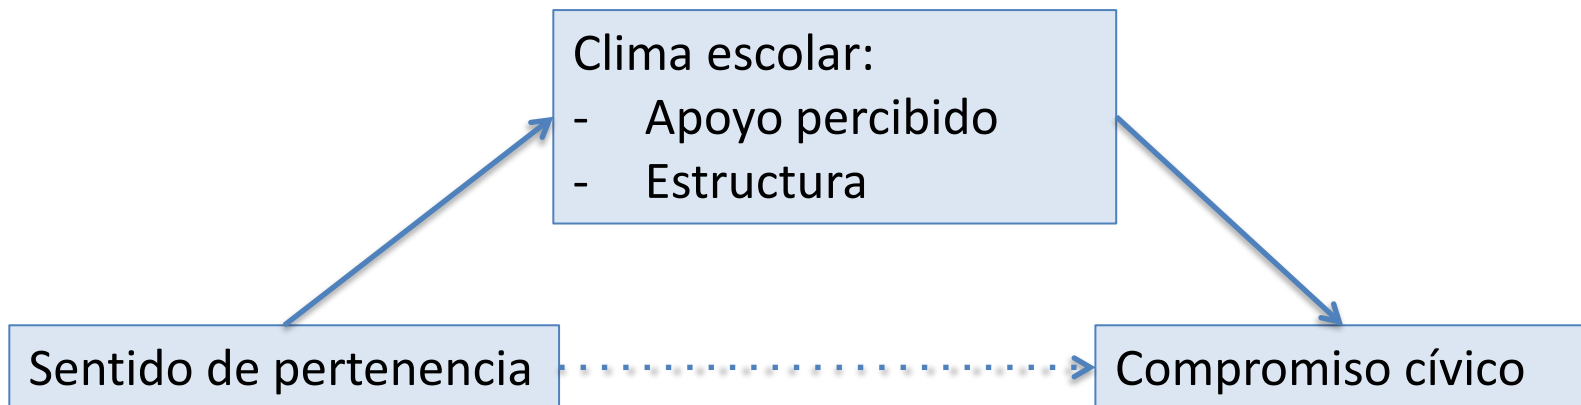 Clima escolar:
- Apoyo percibido
- Estructura
Sentido de pertenencia
Compromiso cívico